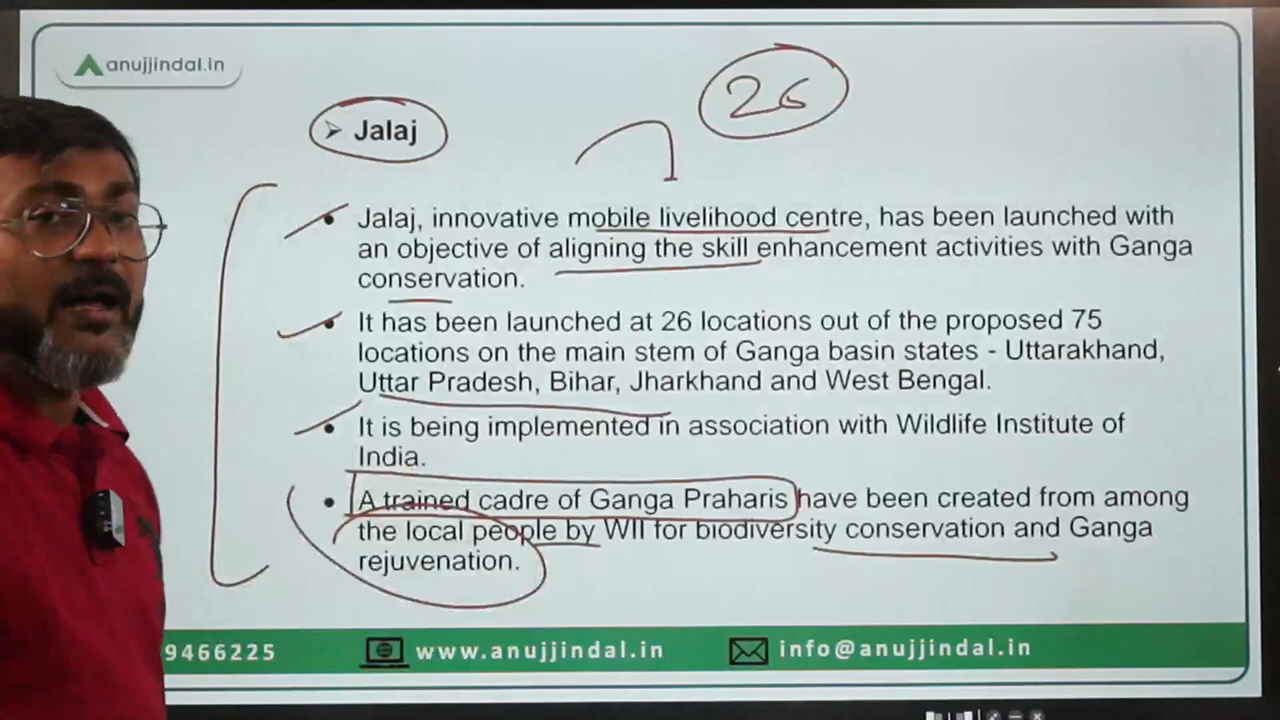 anujjindal.in
26
➢ Jalaj
• Jalaj, innovative mobile livelihood centre, has been launched with
an objective of aligning the skill enhancement activities with Ganga
conservation.
• It has been launched at 26 locations out of the proposed 75
locations on the main stem of Ganga basin states - Uttarakhand,
Uttar Pradesh, Bihar, Jharkhand and West Bengal.
• It is being implemented in association with Wildlife Institute of
India.
• A trained cadre of Ganga Praharis have been created from among
the local people by WII for biodiversity conservation and Ganga
rejuvenation.
9466225 www.anujjindal.in info@anujjindal.in